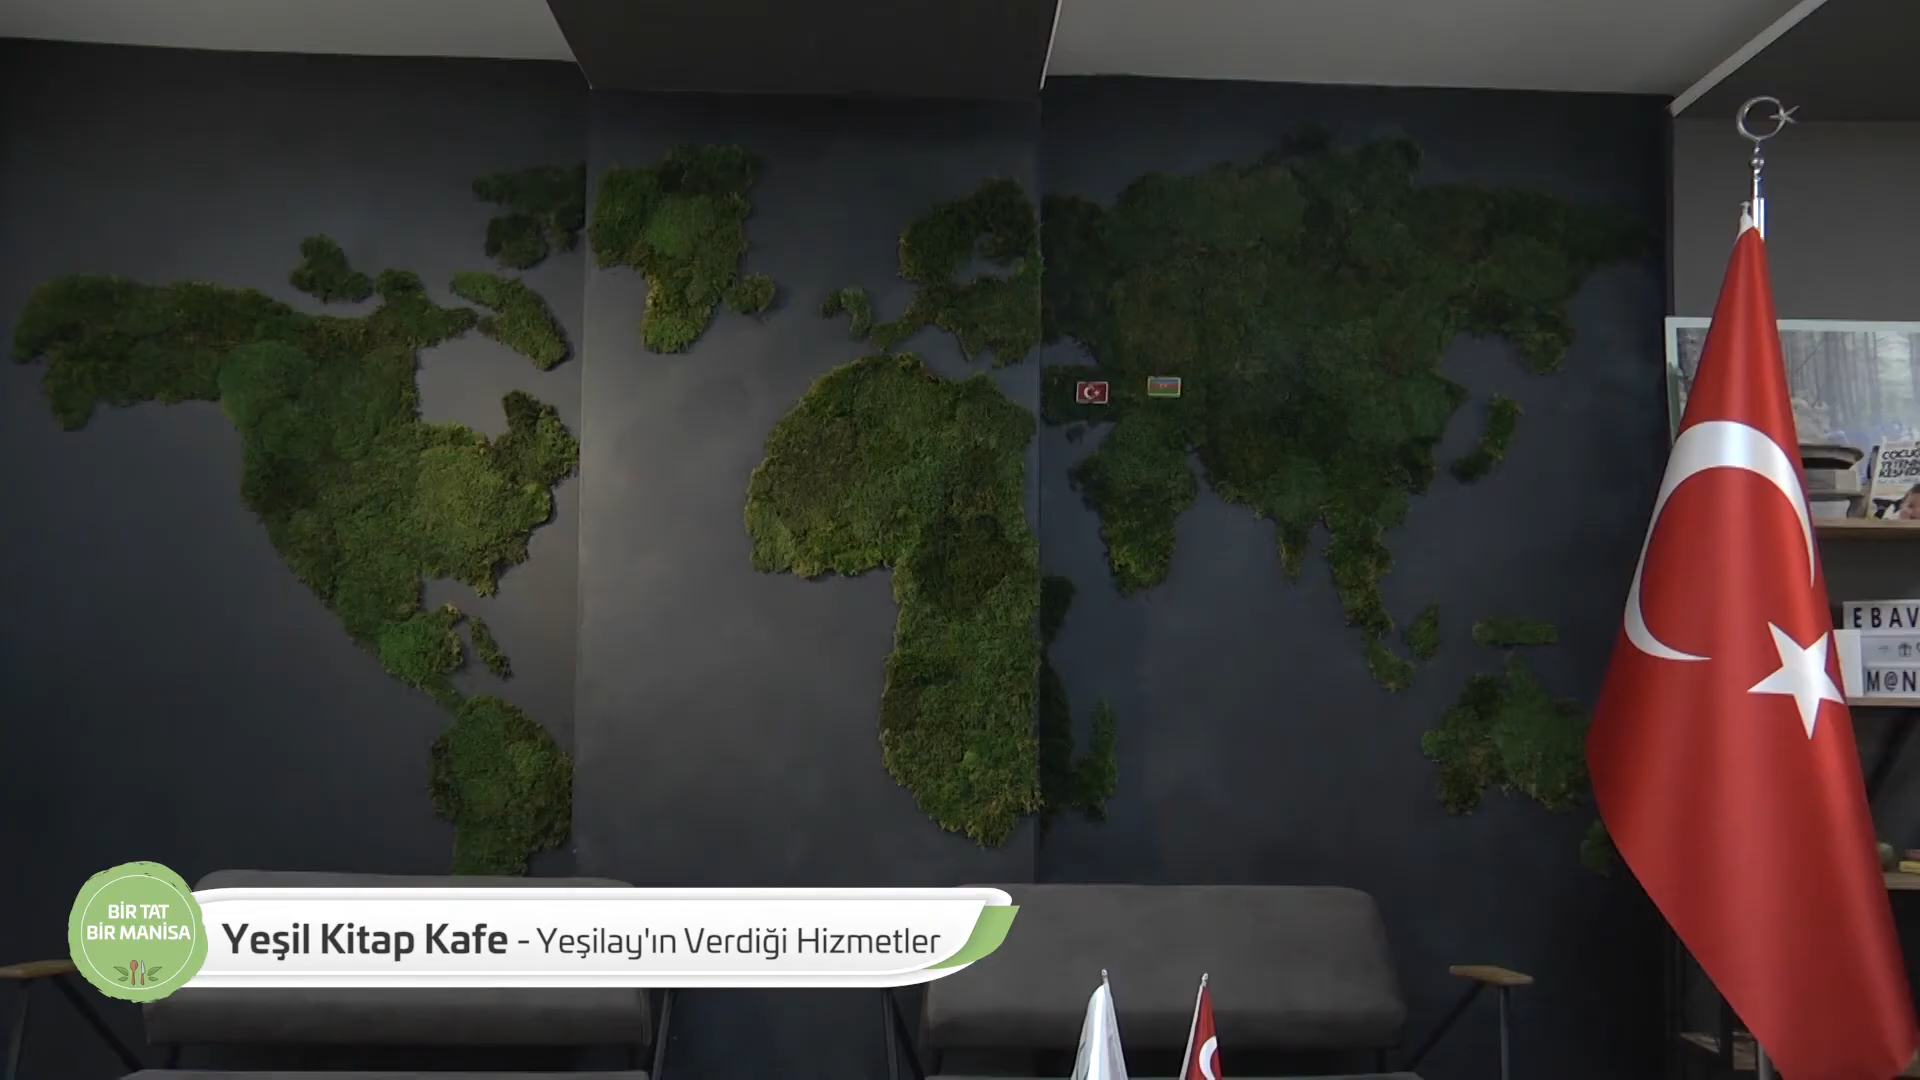 EBAV
M@N
BİR TAT
BİR MANİSA
Yeşil Kitap Kafe - Yeşilay'ın Verdiği Hizmetler